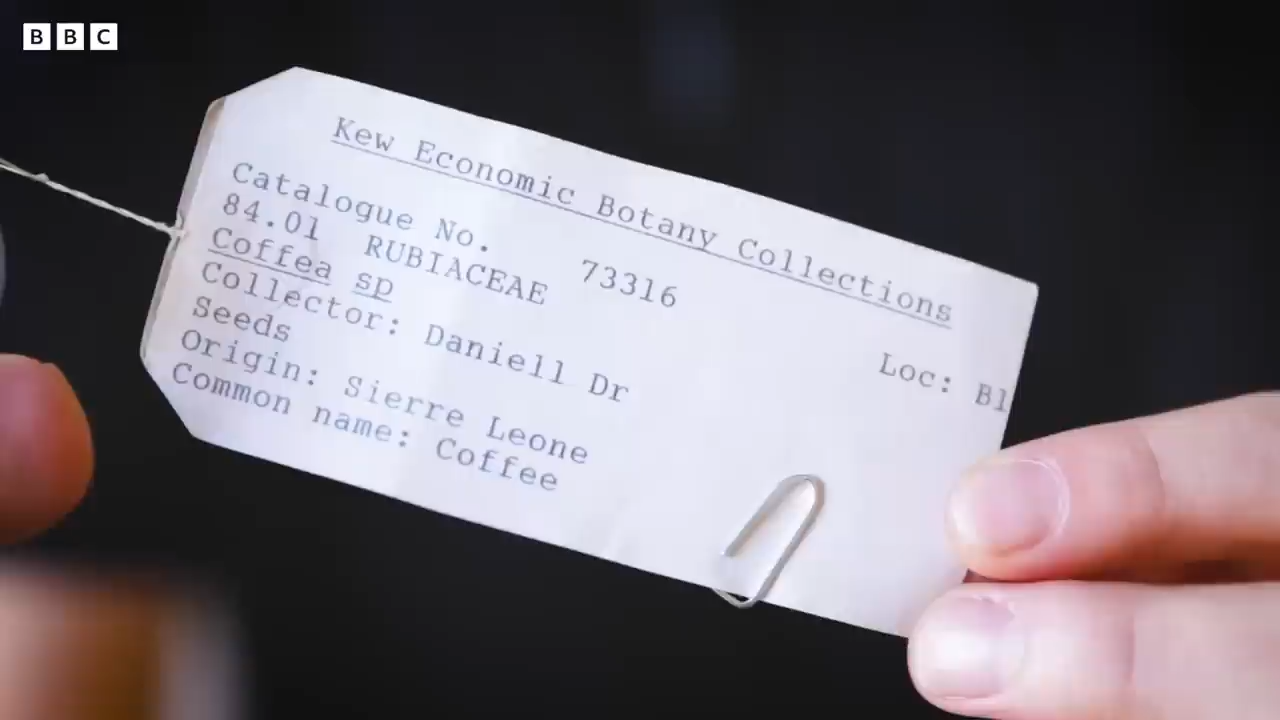 BBC
Kew Economic Botany Collections
Catalogue No. 73316 Loc: Bl
84.01 RUBIACEAE
Coffea sp
Collector: Daniell Dr
Seeds
Origin: Sierre Leone
Common name: Coffee